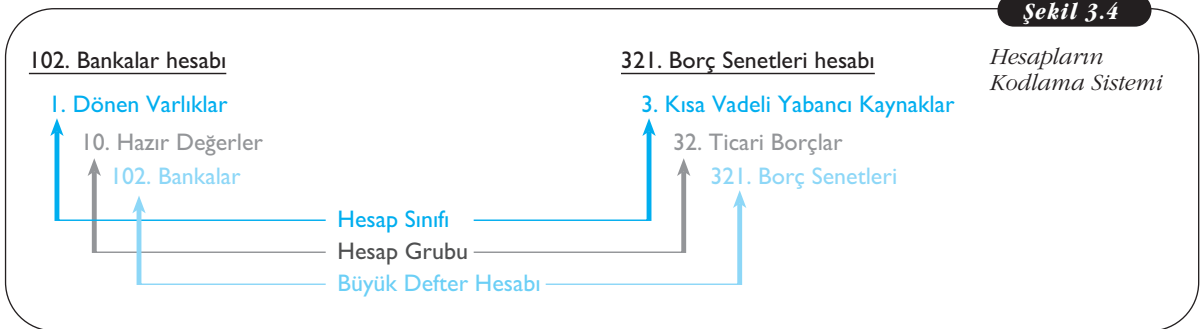 Şekil 3.4
Hesapların
Kodlama Sistemi
102. Bankalar hesabı
321. Borç Senetleri hesabı
1. Dönen Varlıklar
3. Kısa Vadeli Yabancı Kaynaklar
10. Hazır Değerler
32. Ticari Borçlar
102. Bankalar
321. Borç Senetleri
Hesap Sınıfı
Hesap Grubu
Büyük Defter Hesabı